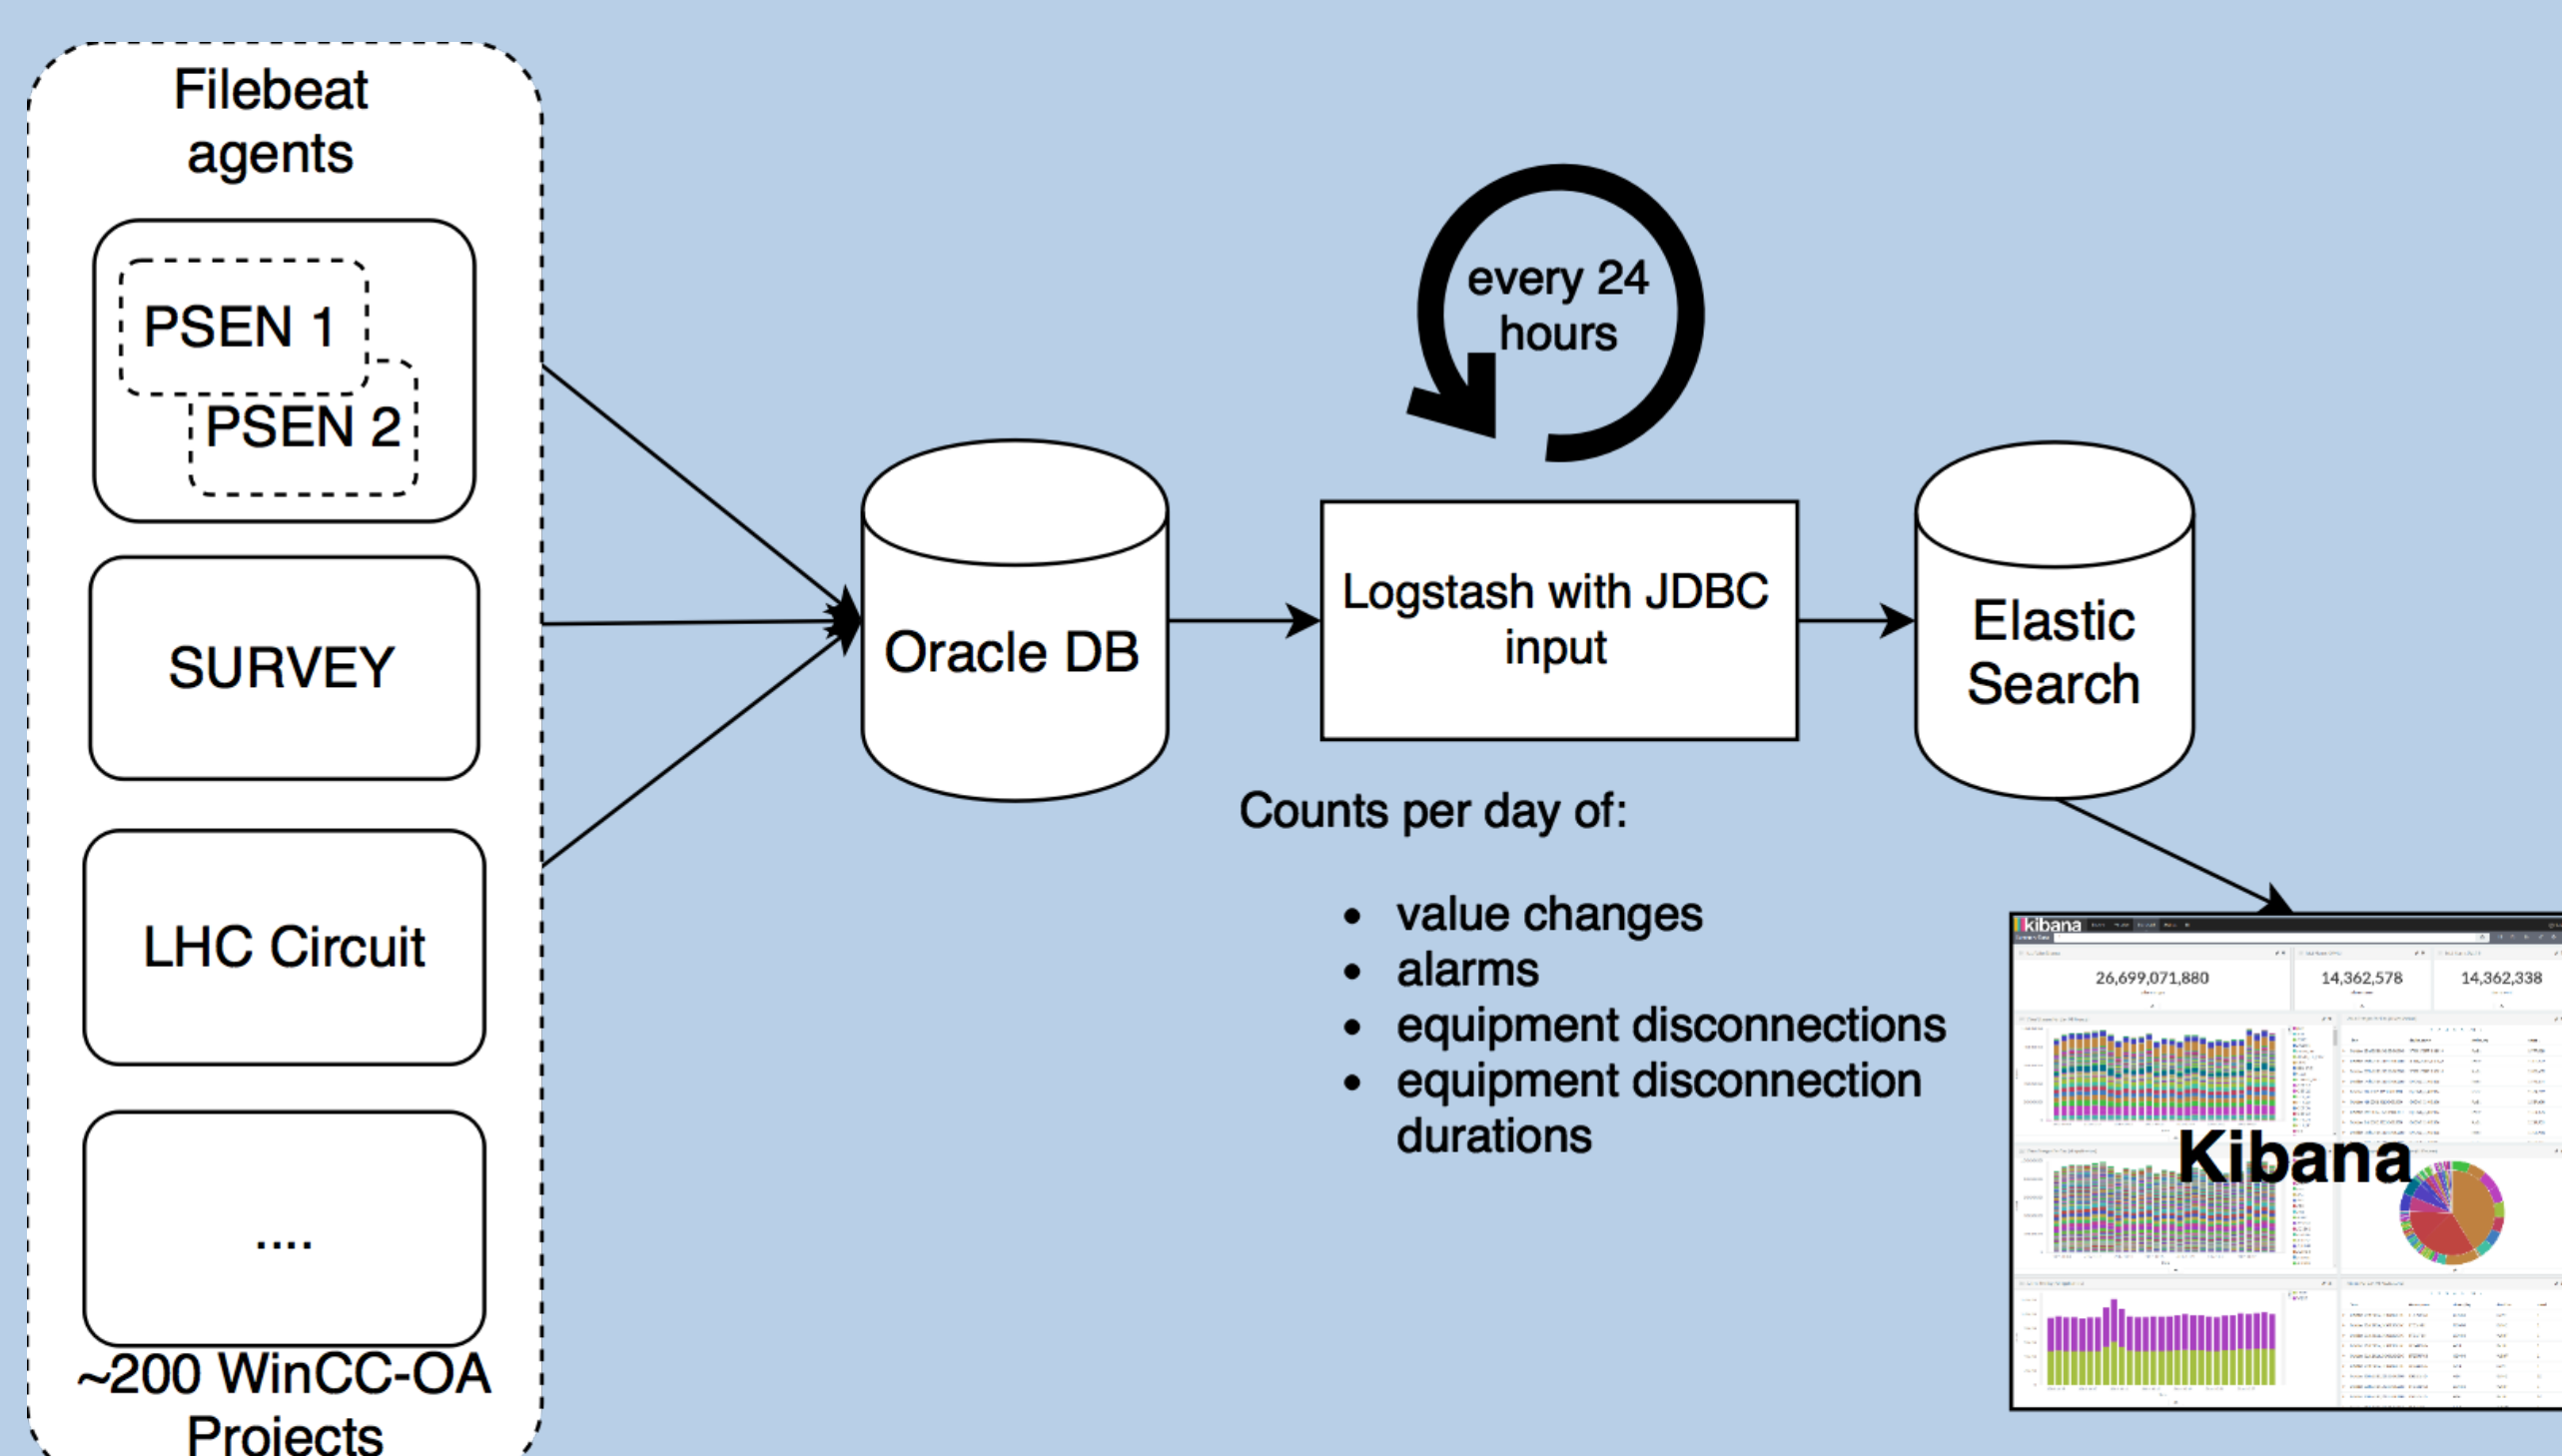 Filebeat
agents
PSEN 1
PSEN 2
SURVEY
LHC Circuit
....
~200 WinCC-OA
Projects
Oracle DB
every 24
hours
Logstash with JDBC
input
Counts per day of:
• value changes
• alarms
• equipment disconnections
• equipment disconnection
durations
Elastic
Search
kibana
26,699,071,880
14,362,578
14,362,338
Kibana